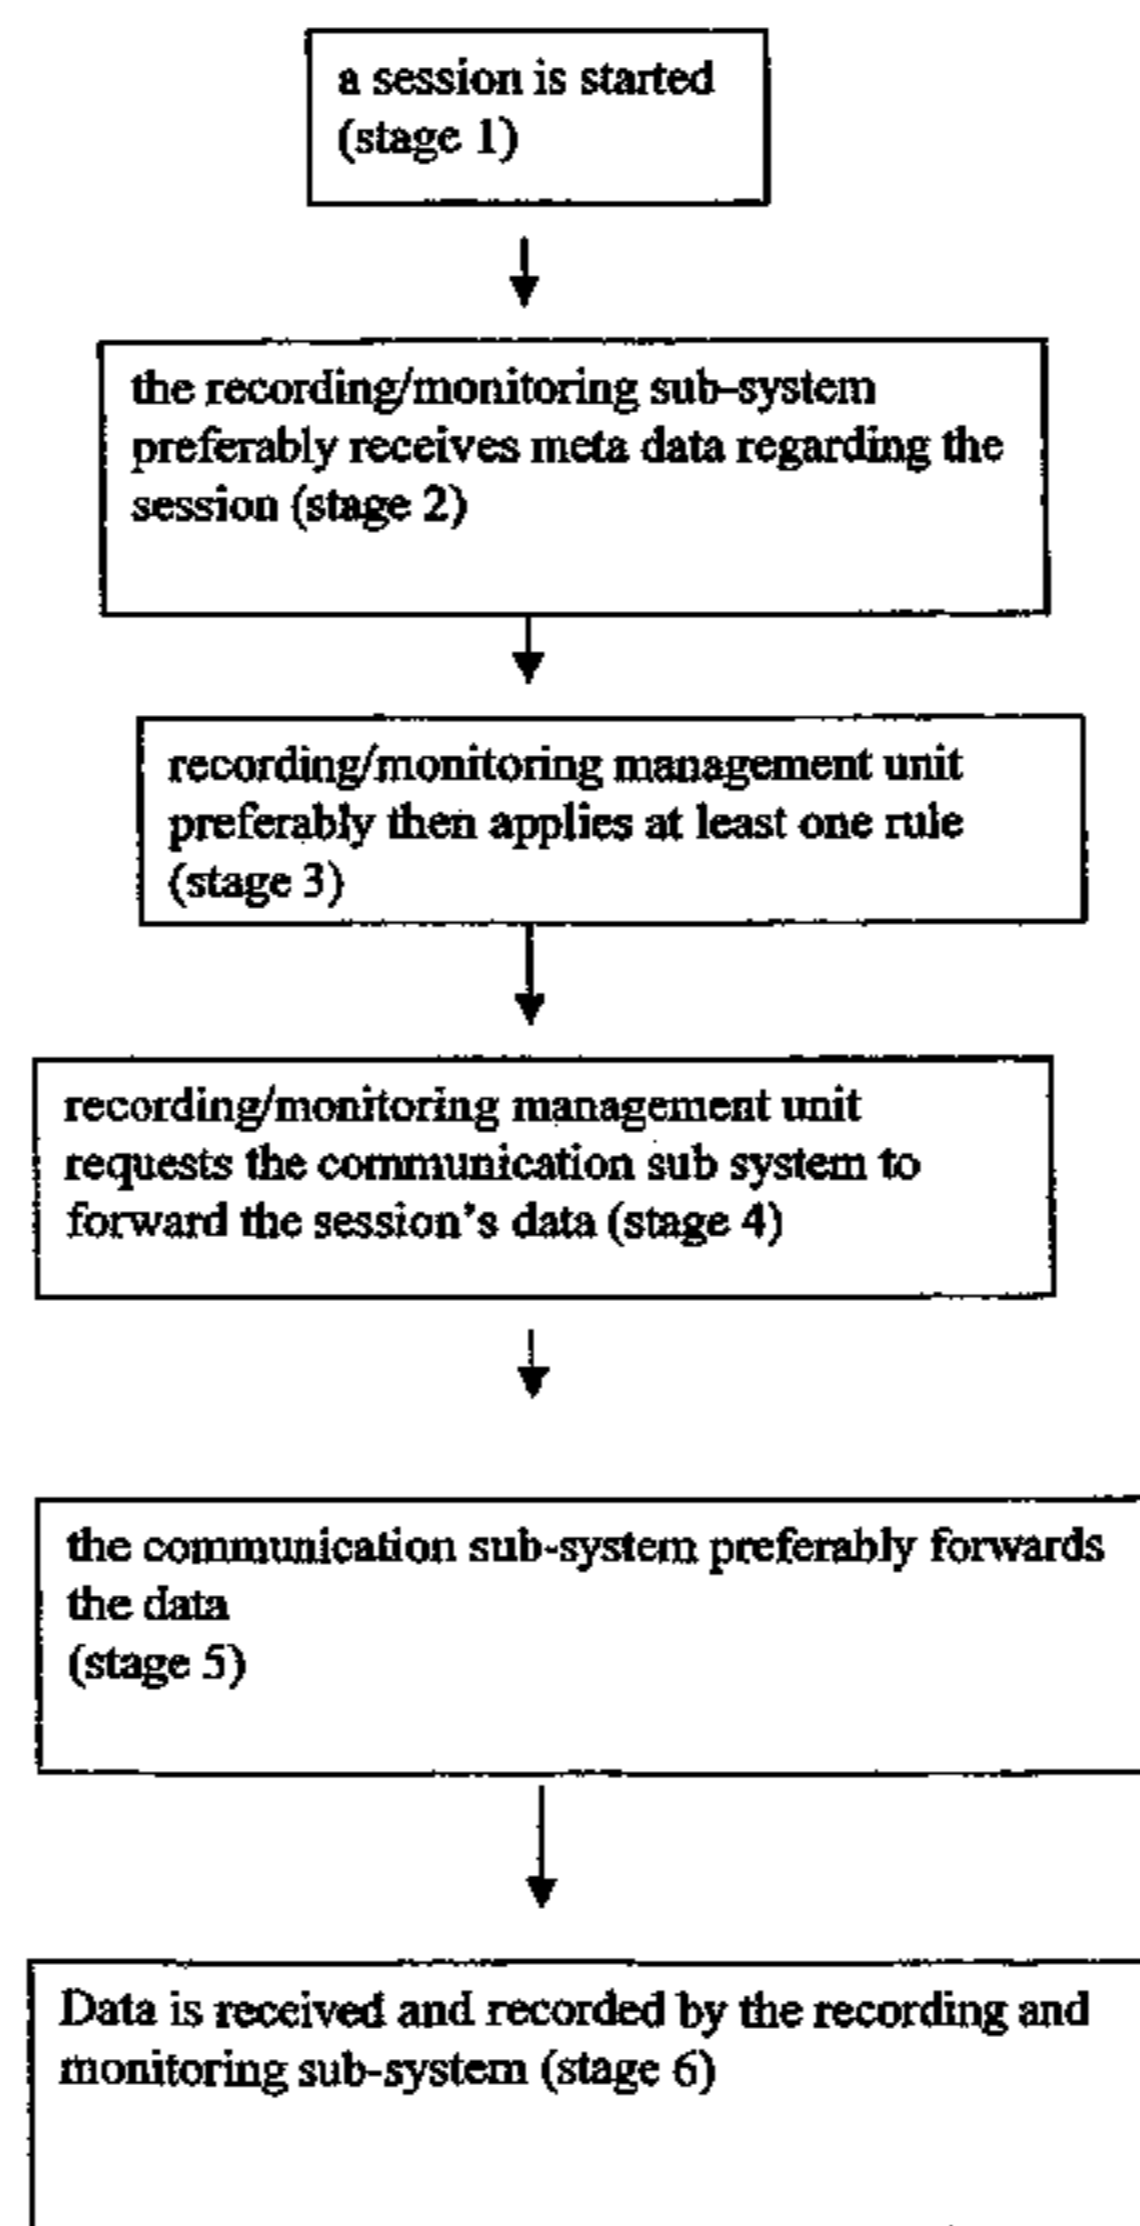 a session is started
(stage 1)
the recording/monitoring sub-system
preferably receives meta data regarding the
session (stage 2)
recording/monitoring management unit
preferably then applies at least one rule
(stage 3)
recording/monitoring management unit
requests the communication sub system to
forward the session's data (stage 4)
the communication sub-system preferably forwards
the data
(stage 5)
Data is received and recorded by the recording and
monitoring sub-system (stage 6)